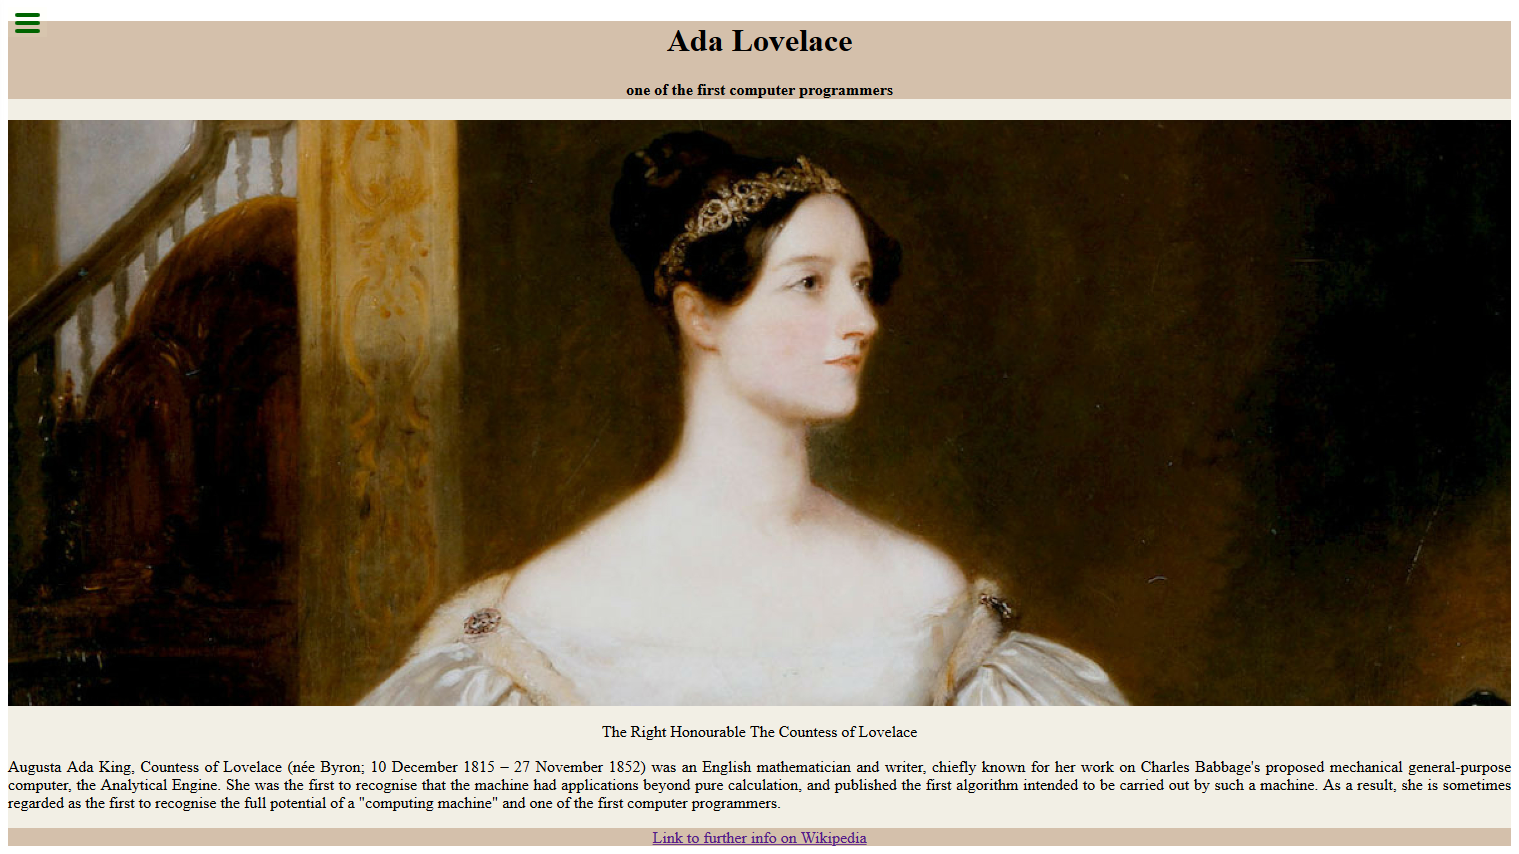 Ada Lovelace
one of the first computer programmers
The Right Honourable The Countess of Lovelace
Augusta Ada King, Countess of Lovelace (née Byron; 10 December 1815 – 27 November 1852) was an English mathematician and writer, chiefly known for her work on Charles Babbage's proposed mechanical general-purpose
computer, the Analytical Engine. She was the first to recognise that the machine had applications beyond pure calculation, and published the first algorithm intended to be carried out by such a machine. As a result, she is sometimes
regarded as the first to recognise the full potential of a "computing machine" and one of the first computer programmers.
Link to further info on Wikipedia